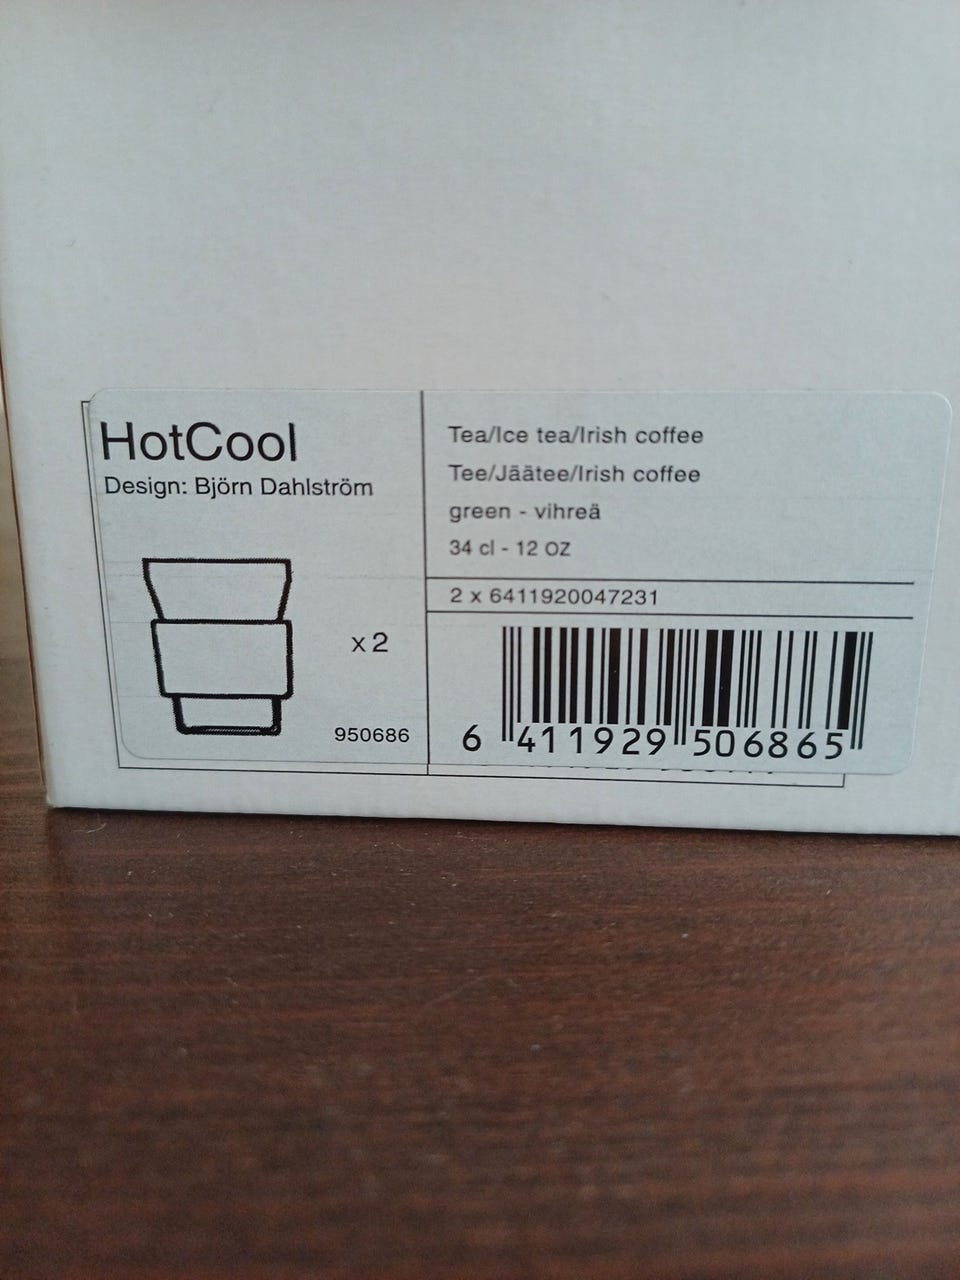 HotCool
Design: Björn Dahlström
x 2
950686
Tea/Ice tea/Irish coffee
Tee/Jäätee/Irish coffee
green - vihreä
34 cl - 12 OZ
2 x 6411920047231
6 411929 506865